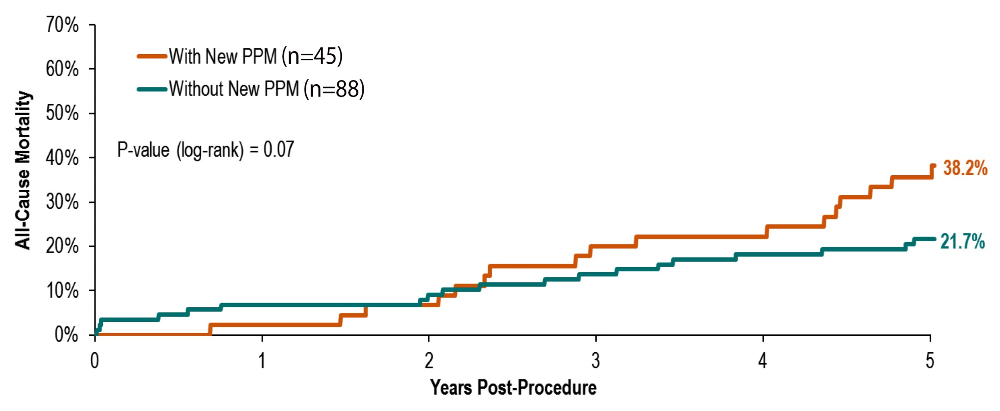 70%
With New PPM (n=45)
60%
Without New PPM (n=88)
50%
P-value (log-rank) = 0.07
40%
38.2%
30%
21.7%
20%
10%
0%
All-Cause Mortality
0 1 2 3 4 5
Years Post-Procedure